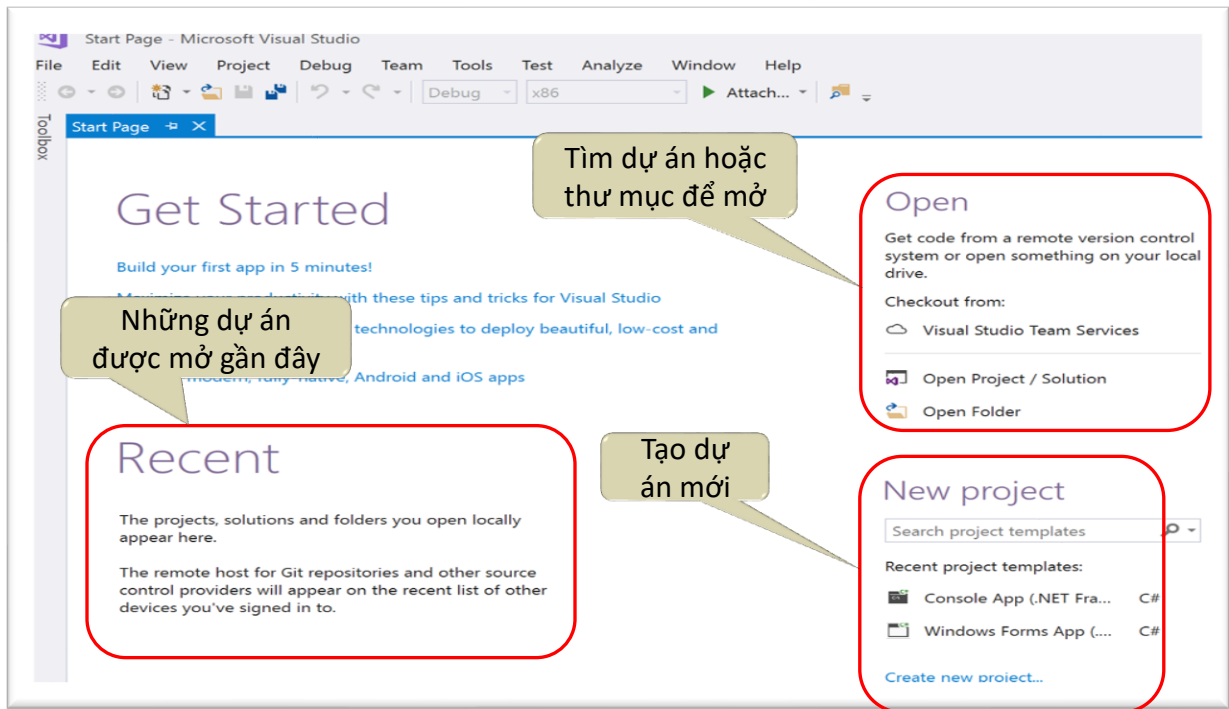 Start Page - Microsoft Visual Studio
File Edit View Project Debug Team Tools Test Analyze Window Help
Debug x86 Attach...
Toolbox
Start Page
Tìm dự án hoặc
thư mục để mở
Get Started
Build your first app in 5 minutes!
with these tips and tricks for Visual Studio
technologies to deploy beautiful, low-cost and
Android and iOS apps
Những dự án
được mở gần đây
Recent
The projects, solutions and folders you open locally
appear here.
The remote host for Git repositories and other source
control providers will appear on the recent list of other
devices you've signed in to.
Open
Get code from a remote version control
system or open something on your local
drive.
Checkout from:
Visual Studio Team Services
Open Project / Solution
Open Folder
Tạo dự
án mới
New project
Search project templates
Recent project templates:
Console App (.NET Fra... C#
Windows Forms App (.... C#
Create new project...